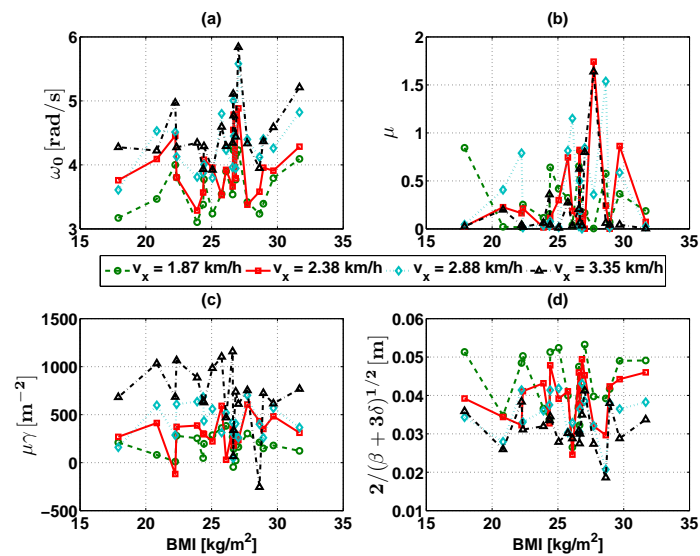 (a)
(b)
6
5
4
3
ω₀ [rad/s]
15 20 25 30 35
2
1.5
1
0.5
0
μ
15 20 25 30 35
vₓ = 1.87 km/h vₓ = 2.38 km/h vₓ = 2.88 km/h vₓ = 3.35 km/h
(c)
(d)
1500
1000
500
0
−500
μγ [m⁻²]
15 20 25 30 35
BMI [kg/m²]
0.06
0.05
0.04
0.03
0.02
0.01
2/(β + 3δ)^{1/2} [m]
15 20 25 30 35
BMI [kg/m²]